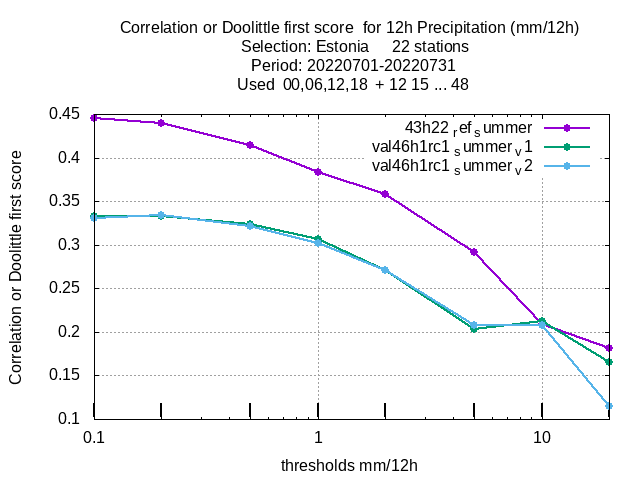 Correlation or Doolittle first score  for 12h Precipitation (mm/12h)
Selection: Estonia     22 stations
Period: 20220701-20220731
Used  00,06,12,18  + 12 15 ... 48
43h22 ref summer
val46h1rc1 summer v1
val46h1rc1 summer v2
Correlation or Doolittle first score
0.45
0.4
0.35
0.3
0.25
0.2
0.15
0.1
0.1
1
10
thresholds mm/12h